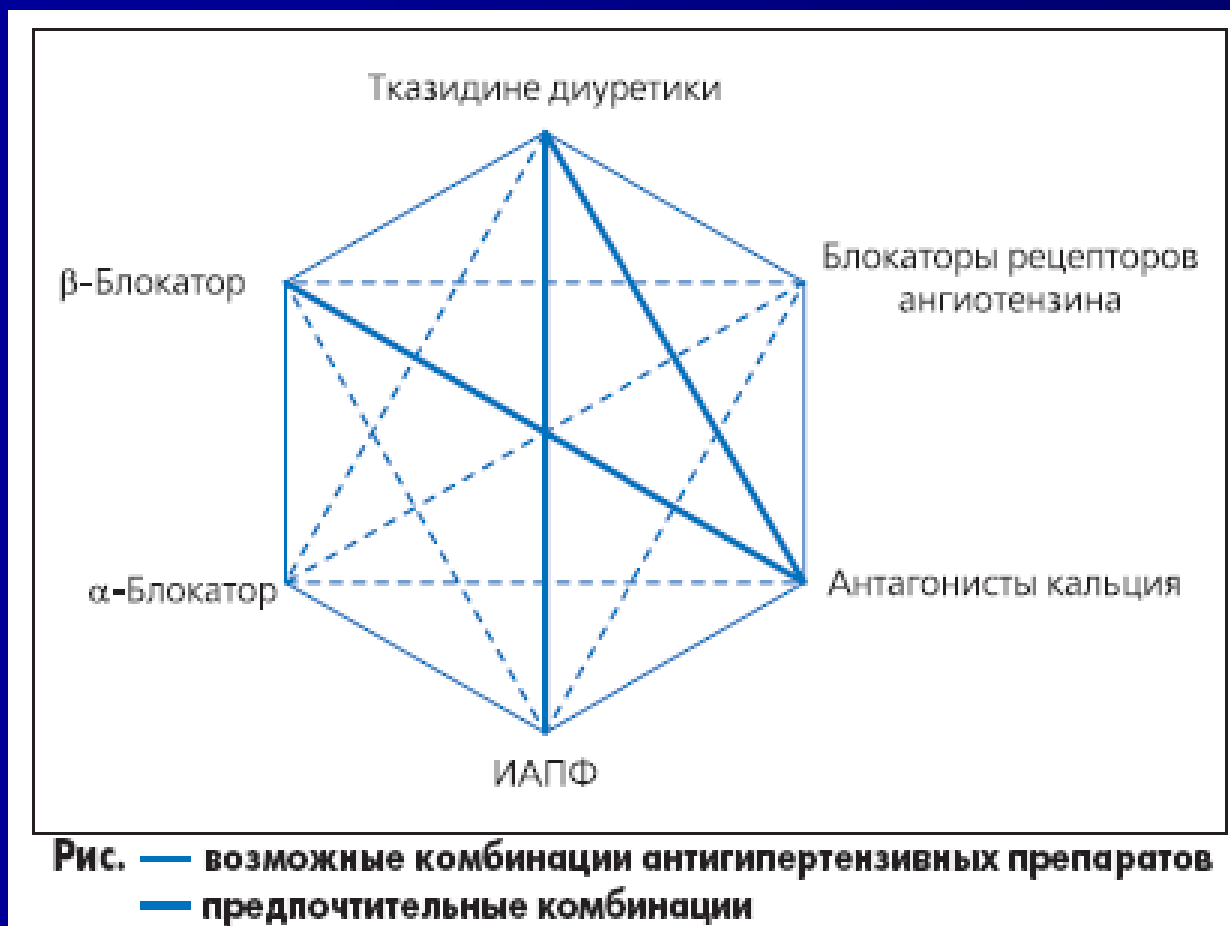 Тказидине диуретики
β-Блокатор
Блокаторы рецепторов
ангиотензина
α-Блокатор
Антагонисты кальция
ИАПФ
Рис. — возможные комбинации антигипертензивных препаратов
— предпочтительные комбинации